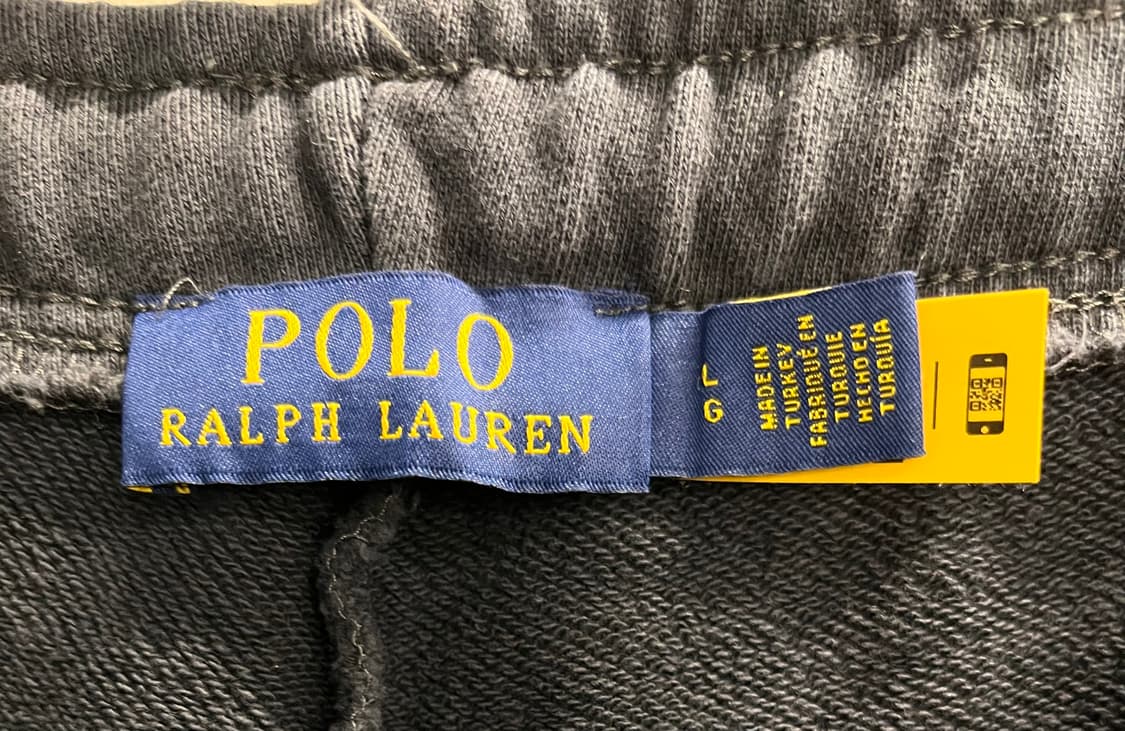 POLO
RALPH LAUREN
L
G
MADE IN
TURKEY
FABRIQUÉ EN
TURQUIE
HECHO EN
TURQUÍA